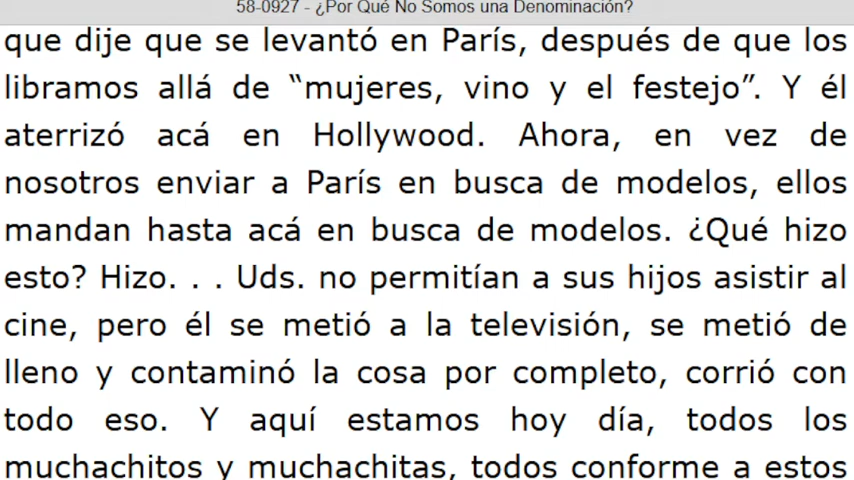 58-0927 - ¿Por Qué No Somos una Denominación?
que dije que se levantó en París, después de que los
libramos allá de “mujeres, vino y el festejo”. Y él
aterrizó acá en Hollywood. Ahora, en vez de
nosotros enviar a París en busca de modelos, ellos
mandan hasta acá en busca de modelos. ¿Qué hizo
esto? Hizo. . . Uds. no permitían a sus hijos asistir al
cine, pero él se metió a la televisión, se metió de
lleno y contaminó la cosa por completo, corrió con
todo eso. Y aquí estamos hoy día, todos los
muchachitos y muchachitas, todos conforme a estos